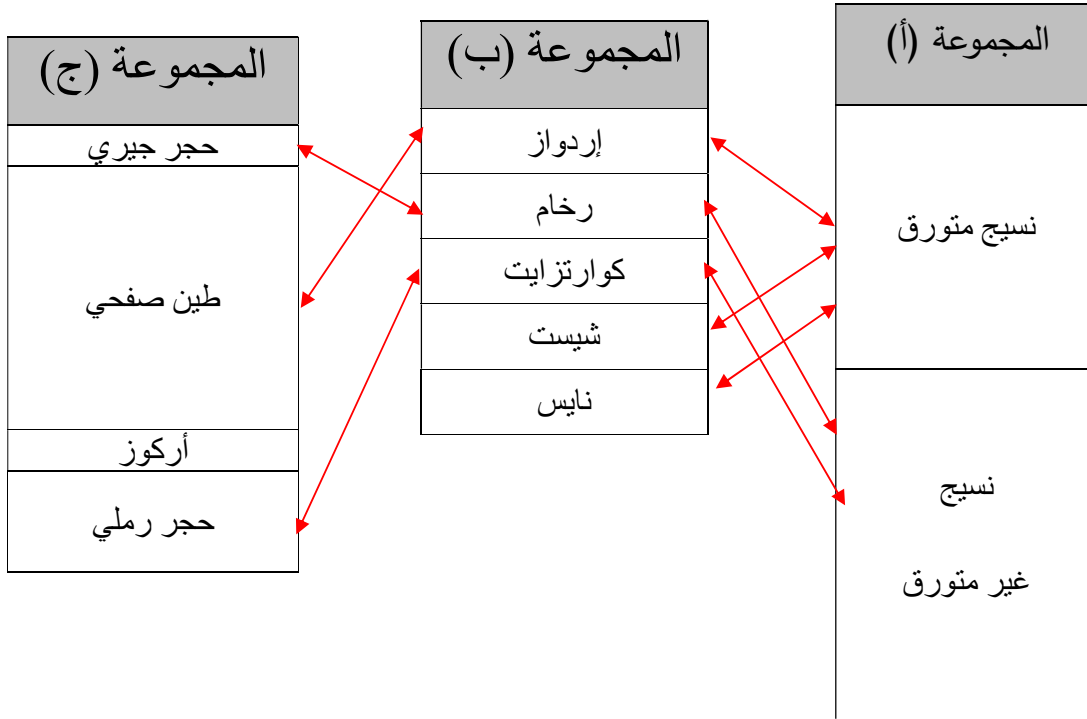 المجموعة (أ)
نسيج متورق
نسيج
غير متورق
المجموعة (ب)
إردواز
رخام
كوارتزايت
شيست
نايس
المجموعة (ج)
حجر جيري
طين صفحي
أركوز
حجر رملي